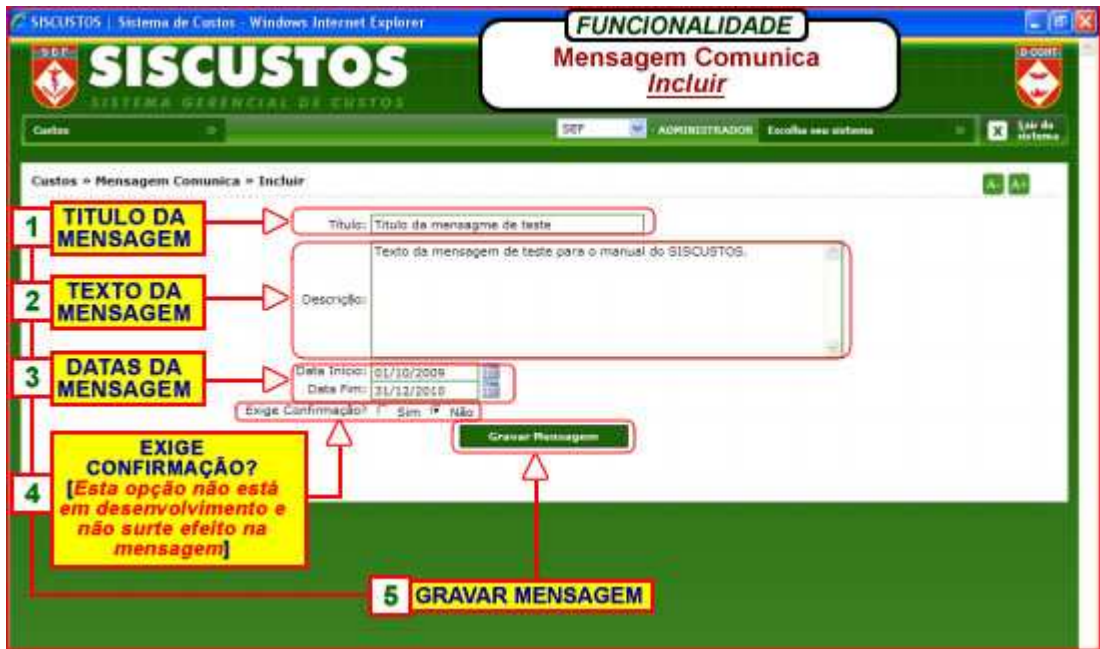 SISCUSTOS | Sistema de Custos - Windows Internet Explorer
FUNCIONALIDADE
Mensagem Comunica
Incluir
SEF
SISCUSTOS
SISTEMA GERENCIAL DE CUSTOS
D-CONT
Custos
SEF
- ADMINISTRADOR
Escolha seu sistema
X
Sair do
sistema
Custos » Mensagem Comunica » Incluir
A-
A+
1
TITULO DA
MENSAGEM
Título:
Titulo da mensagme de teste
2
TEXTO DA
MENSAGEM
Descrição:
Texto da mensagem de teste para o manual do SISCUSTOS.
3
DATAS DA
MENSAGEM
Data Inicio: 01/10/2009
Data Fim: 31/12/2010
Exige Confirmação? Sim Não
Gravar Mensagem
4
EXIGE
CONFIRMAÇÃO?
[Esta opção não está
em desenvolvimento e
não surte efeito na
mensagem]
5
GRAVAR MENSAGEM